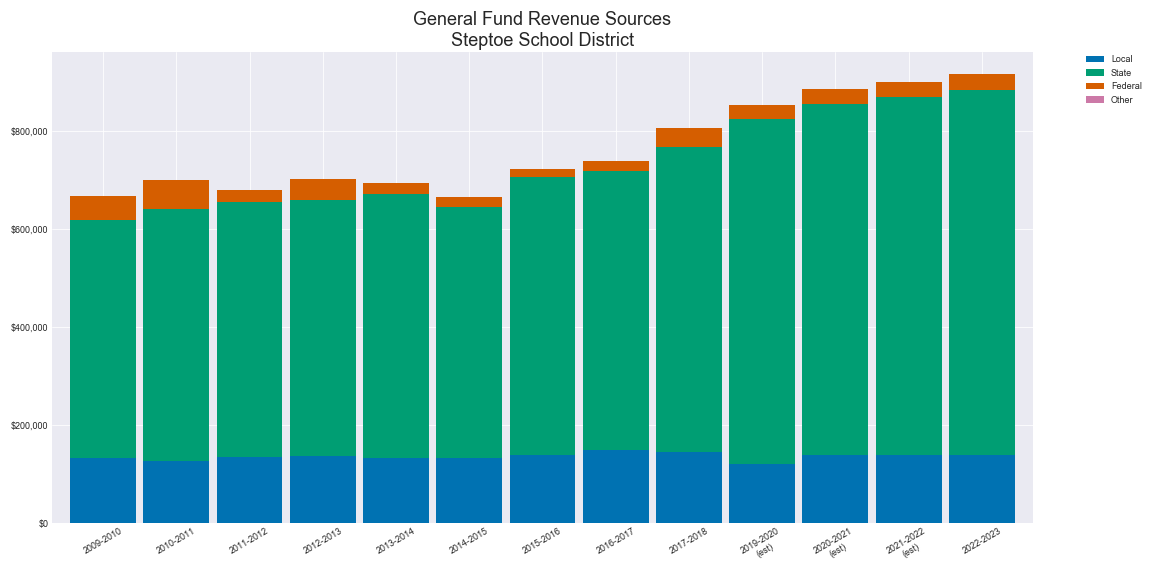 General Fund Revenue Sources
Steptoe School District
Local
State
Federal
Other
$800,000
$600,000
$400,000
$200,000
$0
2009-2010
2010-2011
2011-2012
2012-2013
2013-2014
2014-2015
2015-2016
2016-2017
2017-2018
2019-2020
(est)
2020-2021
(est)
2021-2022
(est)
2022-2023